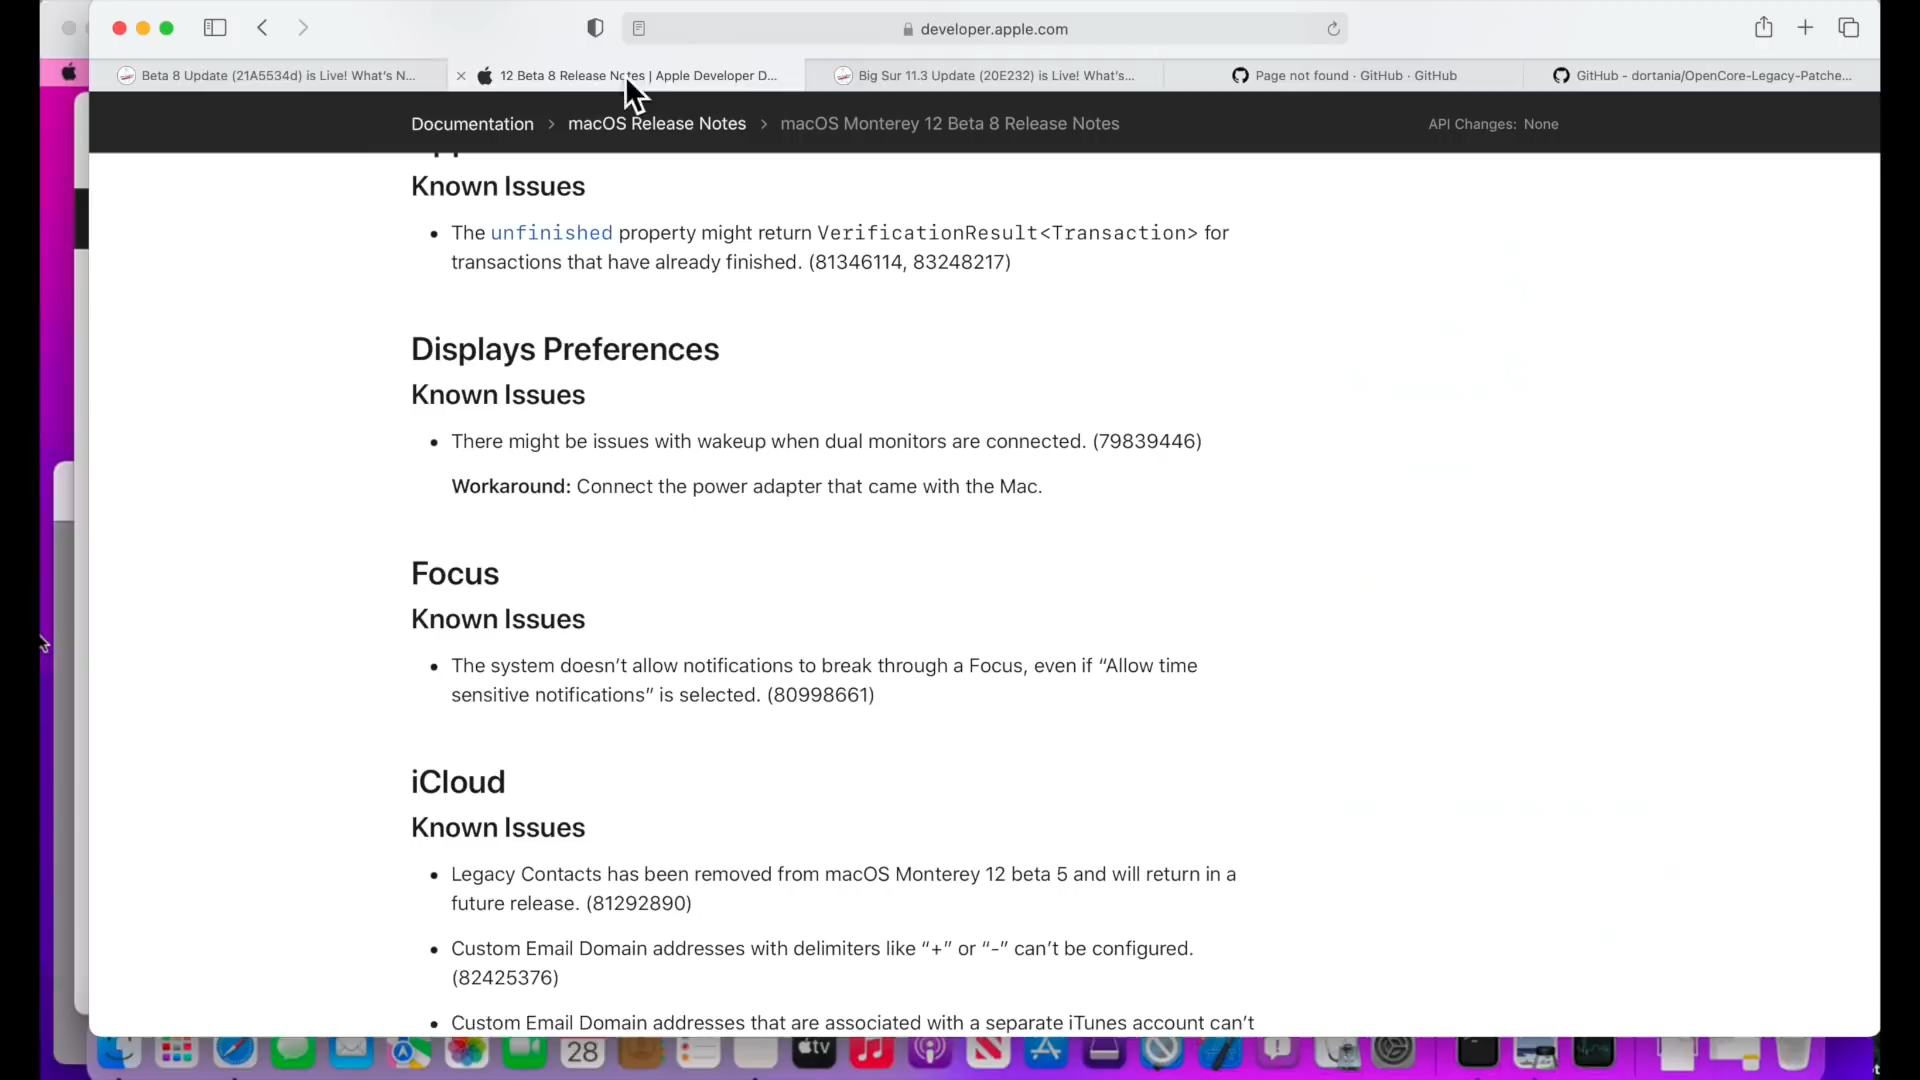 developer.apple.com
Beta 8 Update (21A5534d) is Live! What's N...
12 Beta 8 Release Notes | Apple Developer D...
Big Sur 11.3 Update (20E232) is Live! What's...
Page not found · GitHub · GitHub
GitHub - dortania/OpenCore-Legacy-Patche...
Documentation > macOS Release Notes > macOS Monterey 12 Beta 8 Release Notes
API Changes: None
Known Issues
• The unfinished property might return VerificationResult<Transaction> for
transactions that have already finished. (81346114, 83248217)
Displays Preferences
Known Issues
• There might be issues with wakeup when dual monitors are connected. (79839446)
Workaround: Connect the power adapter that came with the Mac.
Focus
Known Issues
• The system doesn’t allow notifications to break through a Focus, even if “Allow time
sensitive notifications” is selected. (80998661)
iCloud
Known Issues
• Legacy Contacts has been removed from macOS Monterey 12 beta 5 and will return in a
future release. (81292890)
• Custom Email Domain addresses with delimiters like “+” or “-” can’t be configured.
(82425376)
• Custom Email Domain addresses that are associated with a separate iTunes account can’t
28
tv